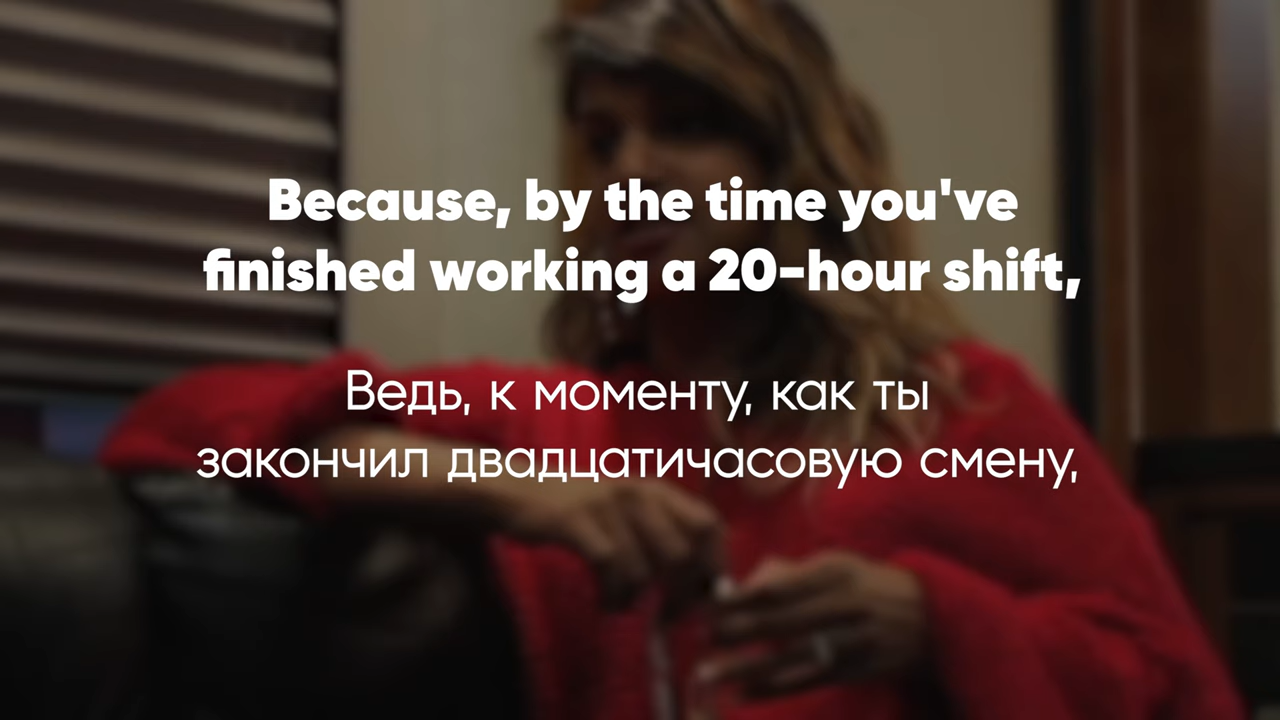 Because, by the time you've
finished working a 20-hour shift,
Ведь, к моменту, как ты
закончил двадцатичасовую смену,